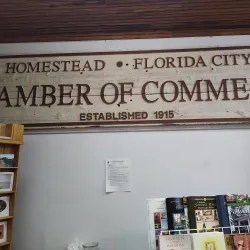 HOMESTEAD • FLORIDA CITY
AMBER OF COMME
ESTABLISHED 1915